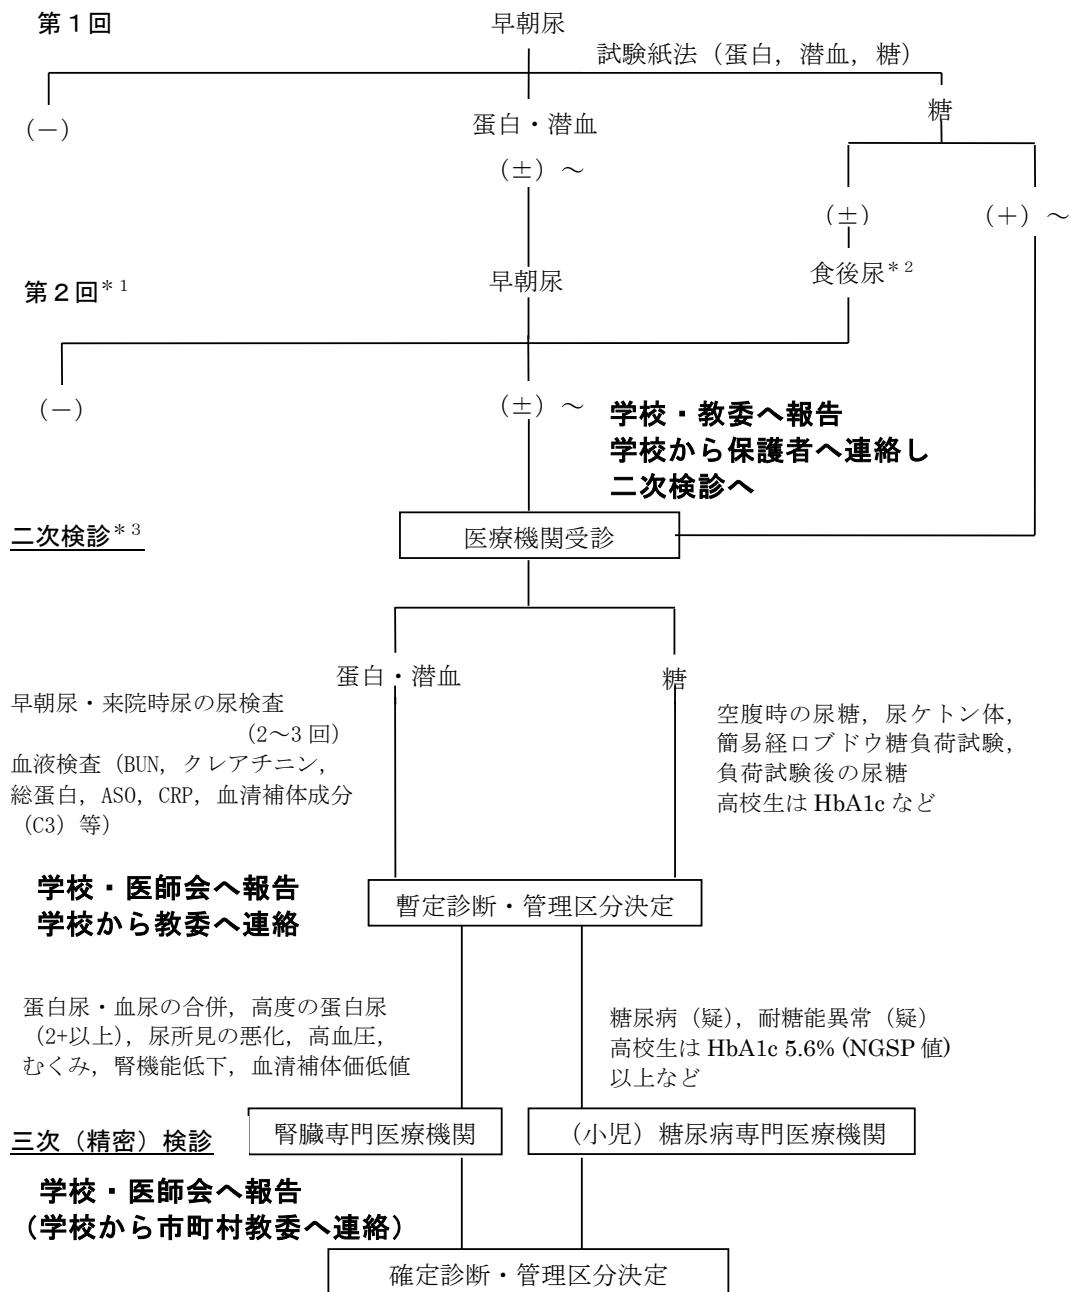 第１回
早朝尿
試験紙法（蛋白，潜血，糖）
（－）
蛋白・潜血
（±）～
糖
（±）
（＋）～
第２回＊１
早朝尿
食後尿＊２
（－）
（±）～
学校・教委へ報告
学校から保護者へ連絡し
二次検診へ
二次検診＊３
医療機関受診
蛋白・潜血
糖
早朝尿・来院時尿の尿検査
（2～3 回）
血液検査（BUN，クレアチニン，
総蛋白，ASO，CRP，血清補体成分
（C3）等）
空腹時の尿糖，尿ケトン体，
簡易経口ブドウ糖負荷試験，
負荷試験後の尿糖
高校生は HbA1c など
学校・医師会へ報告
学校から教委へ連絡
暫定診断・管理区分決定
蛋白尿・血尿の合併，高度の蛋白尿
（2+以上），尿所見の悪化，高血圧，
むくみ，腎機能低下，血清補体価低値
糖尿病（疑），耐糖能異常（疑）
高校生は HbA1c 5.6% (NGSP 値)
以上など
三次（精密）検診
腎臓専門医療機関
（小児）糖尿病専門医療機関
学校・医師会へ報告
（学校から市町村教委へ連絡）
確定診断・管理区分決定